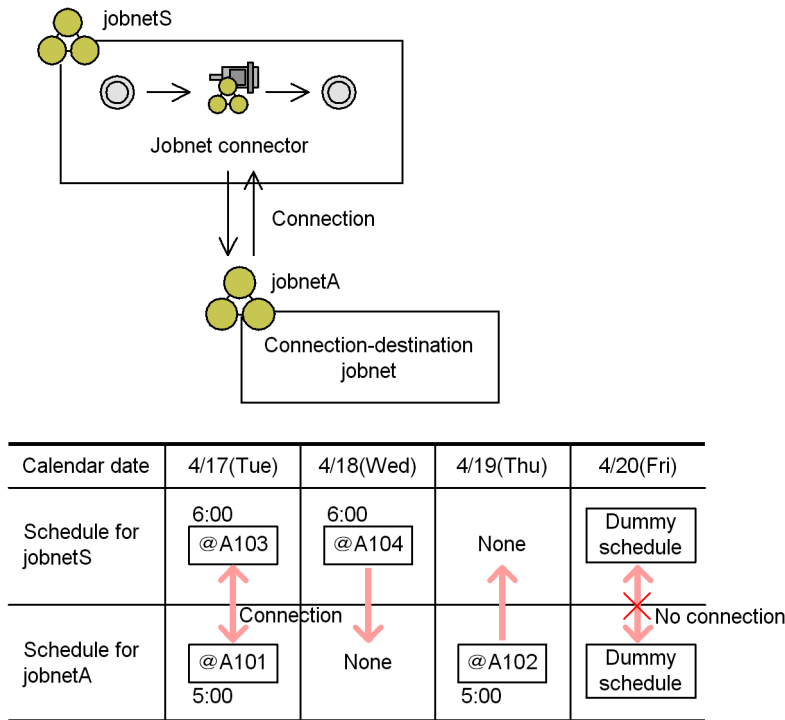 jobnetS
Jobnet connector
Connection
jobnetA
Connection-destination
jobnet
Calendar date 4/17(Tue) 4/18(Wed) 4/19(Thu) 4/20(Fri)
6:00 6:00
Schedule for
jobnetS
@A103 @A104 None Dummy
schedule
Connection No connection
Schedule for
jobnetA
@A101 None @A102 Dummy
schedule
5:00 5:00